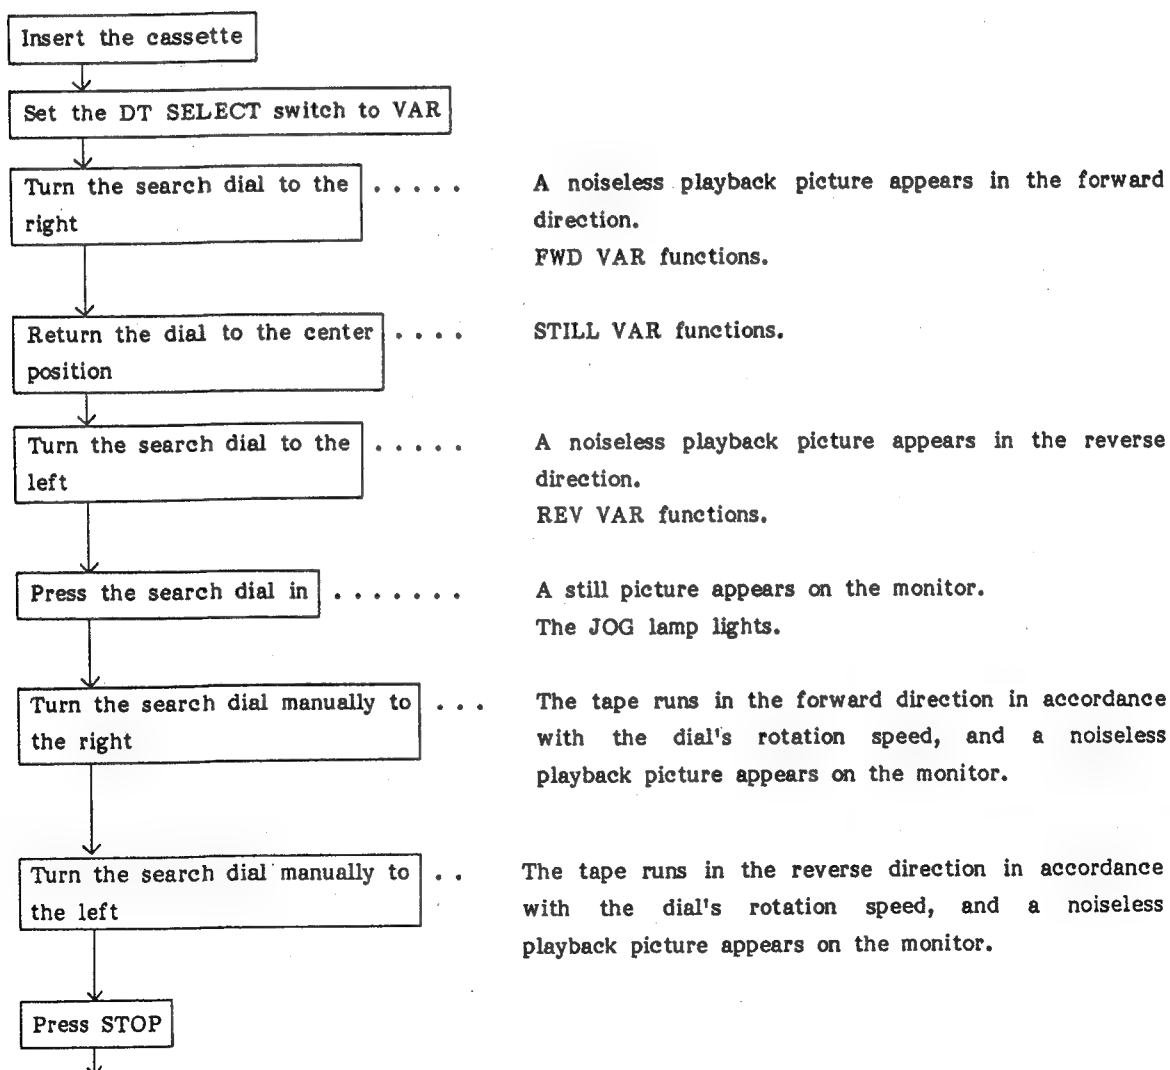 Insert the cassette
Set the DT SELECT switch to VAR
Turn the search dial to the . . . . .
right
A noiseless playback picture appears in the forward
direction.
FWD VAR functions.
Return the dial to the center . . . .
position
STILL VAR functions.
Turn the search dial to the . . . . .
left
A noiseless playback picture appears in the reverse
direction.
REV VAR functions.
Press the search dial in . . . . . . .
A still picture appears on the monitor.
The JOG lamp lights.
Turn the search dial manually to . . .
the right
The tape runs in the forward direction in accordance
with the dial's rotation speed, and a noiseless
playback picture appears on the monitor.
Turn the search dial manually to . .
the left
The tape runs in the reverse direction in accordance
with the dial's rotation speed, and a noiseless
playback picture appears on the monitor.
Press STOP